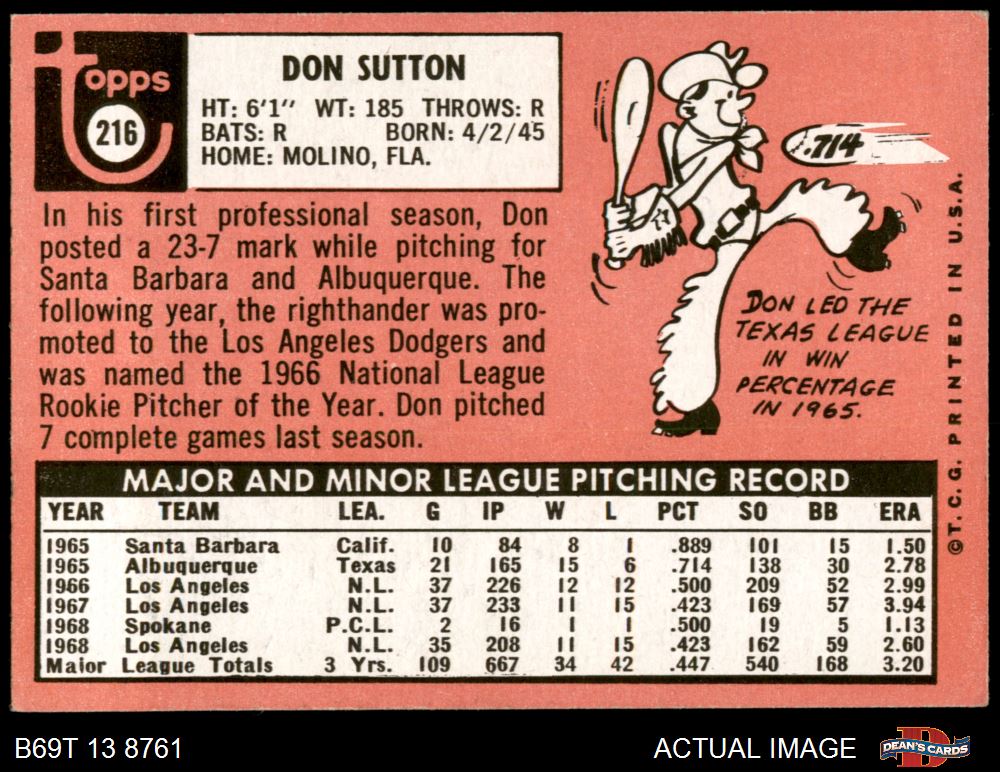 Topps
216
DON SUTTON
HT: 6'1" WT: 185 THROWS: R
BATS: R BORN: 4/2/45
HOME: MOLINO, FLA.
In his first professional season, Don
posted a 23-7 mark while pitching for
Santa Barbara and Albuquerque. The
following year, the righthander was pro-
moted to the Los Angeles Dodgers and
was named the 1966 National League
Rookie Pitcher of the Year. Don pitched
7 complete games last season.
.714
DON LED THE
TEXAS LEAGUE
IN WIN
PERCENTAGE
IN 1965.
©T.C.G. PRINTED IN U.S.A.
MAJOR AND MINOR LEAGUE PITCHING RECORD
YEAR TEAM LEA. G IP W L PCT SO BB ERA
1965 Santa Barbara Calif. 10 84 8 1 .889 101 15 1.50
1965 Albuquerque Texas 21 165 15 6 .714 138 30 2.78
1966 Los Angeles N.L. 37 226 12 12 .500 209 52 2.99
1967 Los Angeles N.L. 37 233 11 15 .423 169 57 3.94
1968 Spokane P.C.L. 2 16 1 1 .500 19 5 1.13
1968 Los Angeles N.L. 35 208 11 15 .423 162 59 2.60
Major League Totals 3 Yrs. 109 667 34 42 .447 540 168 3.20
B69T 13 8761
ACTUAL IMAGE
DEAN'S CARDS